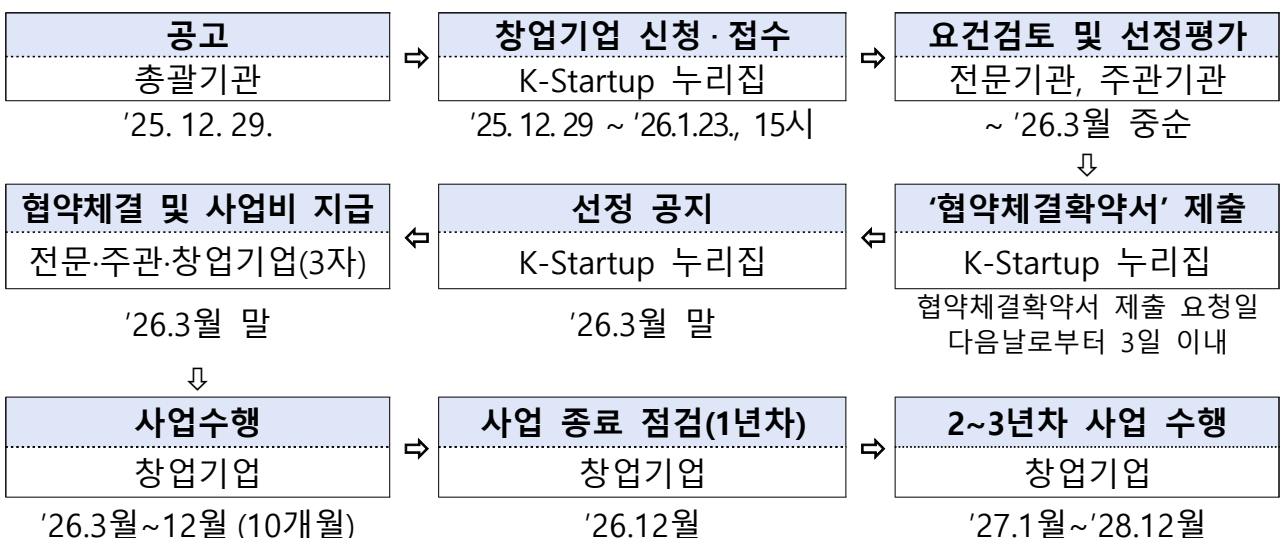 공고 ⇨ 창업기업 신청·접수 ⇨ 요건검토 및 선정평가
총괄기관 K-Startup 누리집 전문기관, 주관기관
'25. 12. 29. '25. 12. 29 ~ '26.1.23., 15시 ~ '26.3월 중순
⇩
협약체결 및 사업비 지급 ⇦ 선정 공지 ⇦ '협약체결확약서' 제출
전문·주관·창업기업(3자) K-Startup 누리집 K-Startup 누리집
'26.3월 말 '26.3월 말 협약체결확약서 제출 요청일
다음날로부터 3일 이내
⇩
사업수행 ⇨ 사업 종료 점검(1년차) ⇨ 2~3년차 사업 수행
창업기업 창업기업 창업기업
'26.3월~12월 (10개월) '26.12월 '27.1월~'28.12월